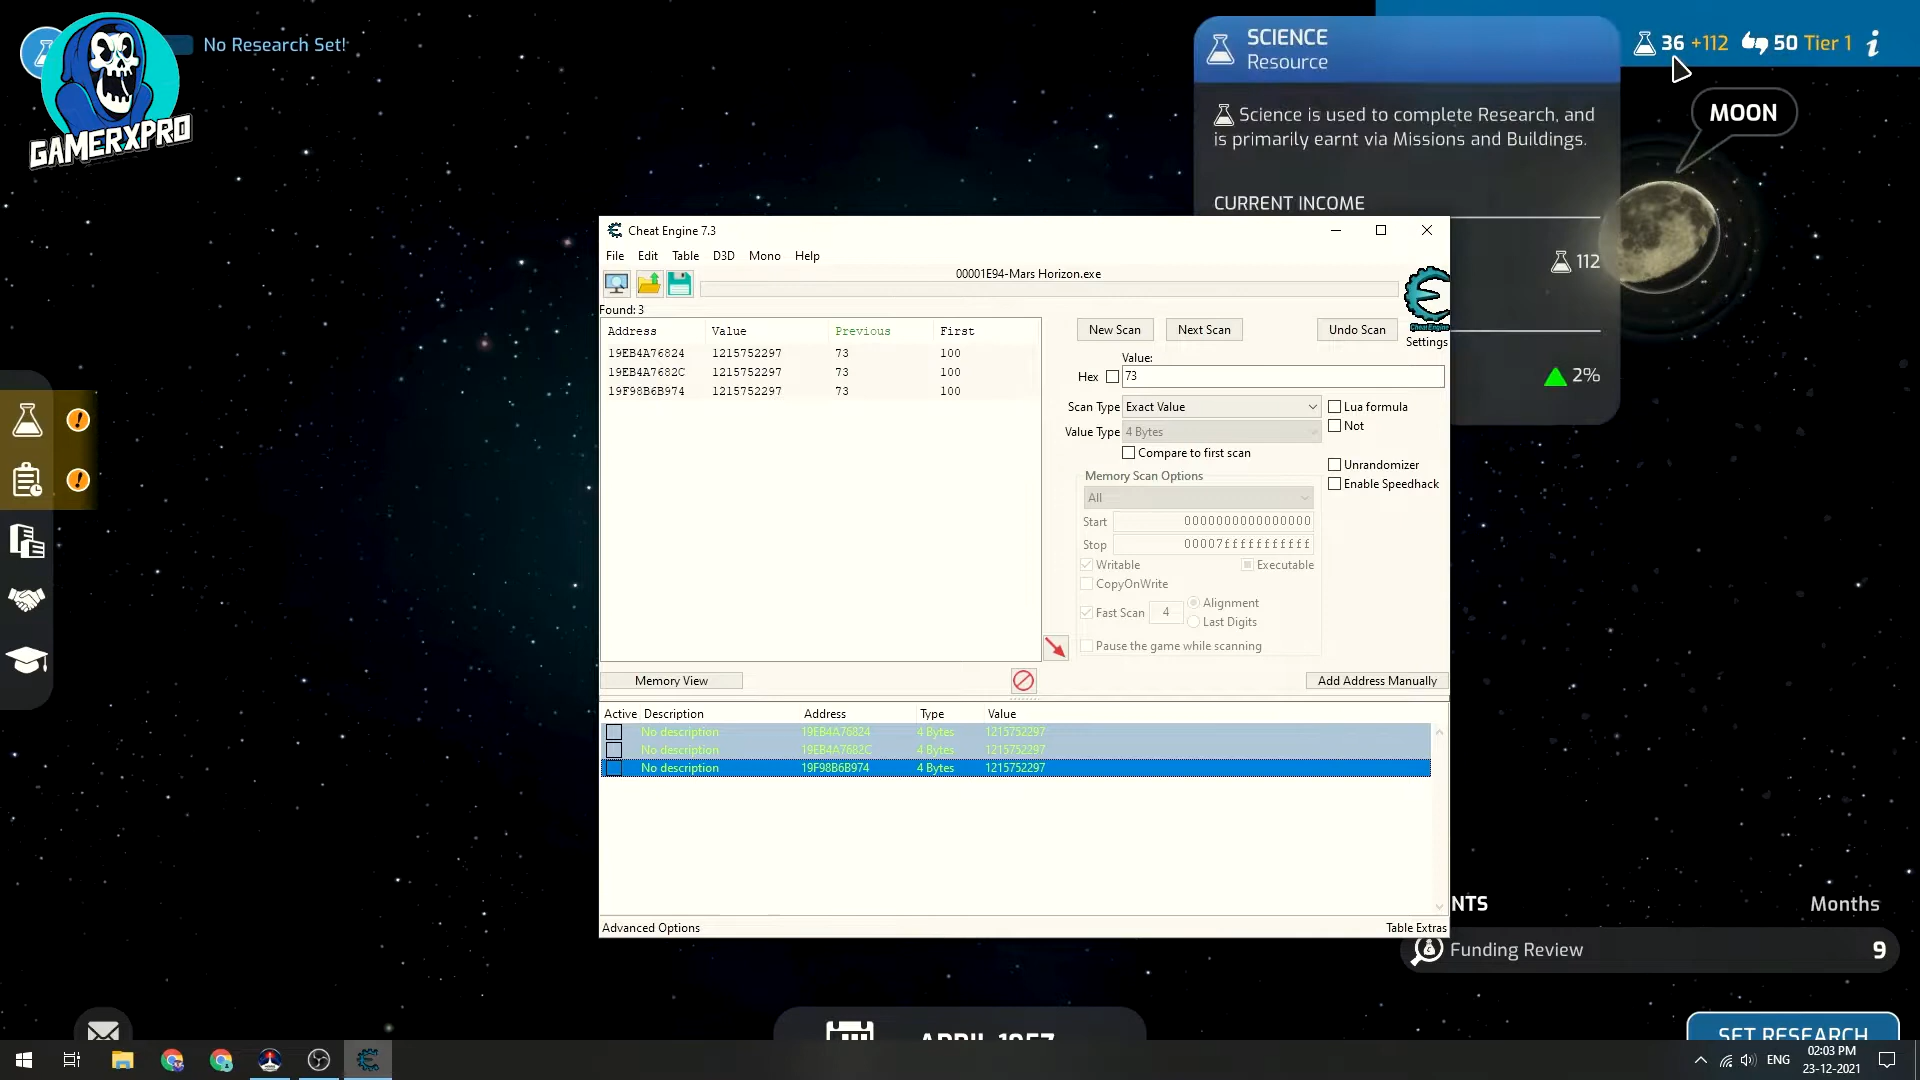 No Research Set!
GAMERXPRO
SCIENCE
Resource
36 +112 50 Tier 1
Science is used to complete Research, and
is primarily earnt via Missions and Buildings.
MOON
CURRENT INCOME
112
2%
Cheat Engine 7.3
File Edit Table D3D Mono Help
00001E94-Mars Horizon.exe
Found: 3
Address Value Previous First
19EB4A76824 1215752297 73 100
19EB4A7682C 1215752297 73 100
19F98B6B974 1215752297 73 100
New Scan Next Scan Undo Scan
Cheat Engine
Settings
Value:
Hex 73
Scan Type Exact Value Lua formula
Not
Value Type 4 Bytes
Compare to first scan
Unrandomizer
Memory Scan Options
Enable Speedhack
All
Start 0000000000000000
Stop 00007fffffffffff
Writable Executable
CopyOnWrite
Fast Scan 4 Alignment
Last Digits
Pause the game while scanning
Memory View Add Address Manually
Active Description Address Type Value
No description 19EB4A76824 4 Bytes 1215752297
No description 19EB4A7682C 4 Bytes 1215752297
No description 19F98B6B974 4 Bytes 1215752297
Advanced Options Table Extras
NTS Months
Funding Review 9
SET RESEARCH
APRIL 1957
ENG
02:03 PM
23-12-2021